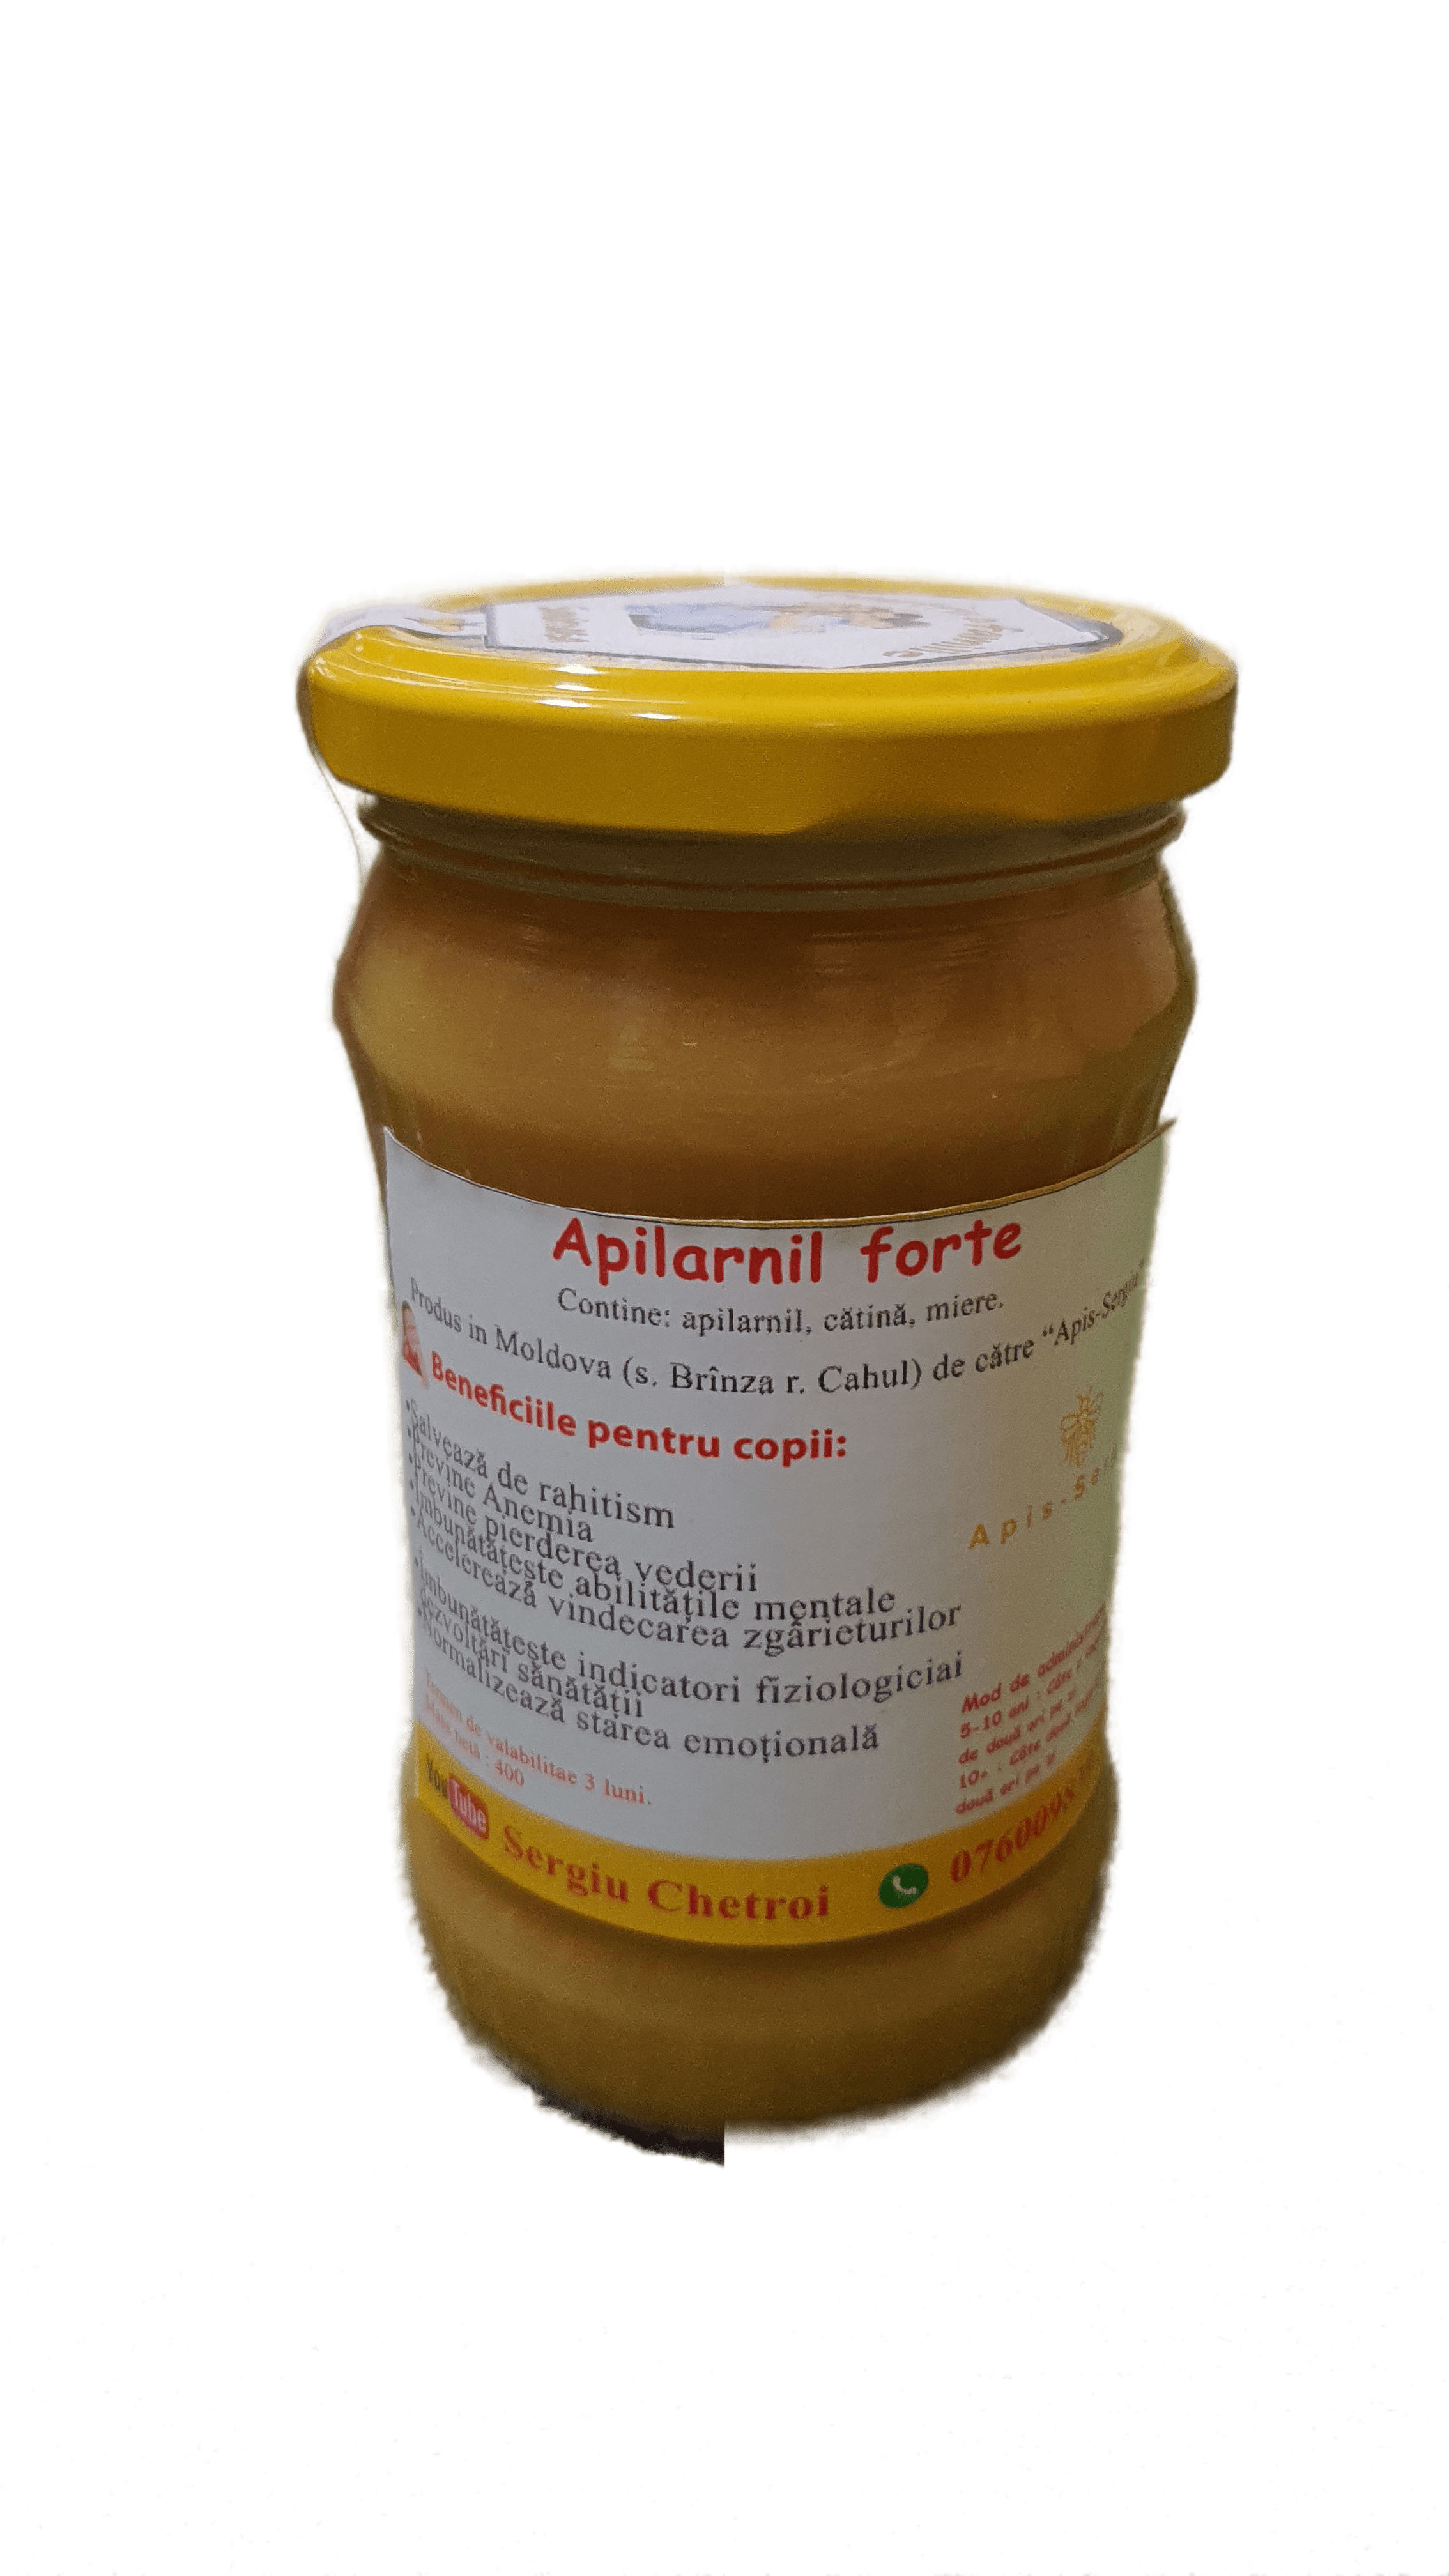 Apilarnil forte
Contine: apilarnil, cătină, miere.
Produs in Moldova (s. Brînza r. Cahul) de către “Apis-Sergiu”
Beneficiile pentru copii:
•Salvează de rahitism
•Previne Anemia
•Previne pierderea vederii
•Îmbunătățește abilitățile mentale
•Accelerează vindecarea zgârieturilor
•Îmbunătățește indicatori fiziologiciai
dezvoltări sănătății
•Normalizează starea emoțională
Apis-Ser
Termen de valabilitae 3 luni.
Masa netă : 400
Mod de administrare
5-10 ani : Câte
de două ori pe zi
10+ : Câte două
două ori pe zi
YouTube Sergiu Chetroi 0760095